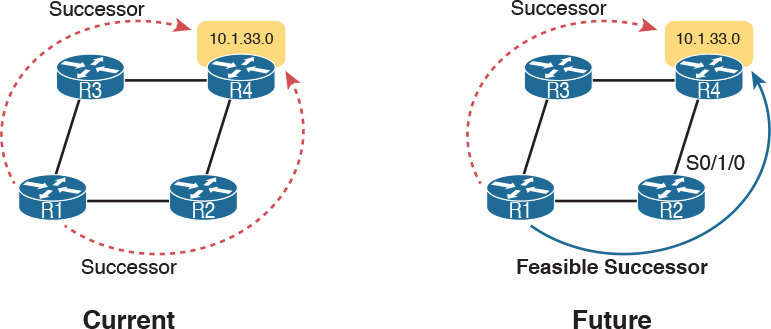 Successor
10.1.33.0
R3
R4
R1
R2
Successor
Current
Successor
10.1.33.0
R3
R4
S0/1/0
R1
R2
Feasible Successor
Future